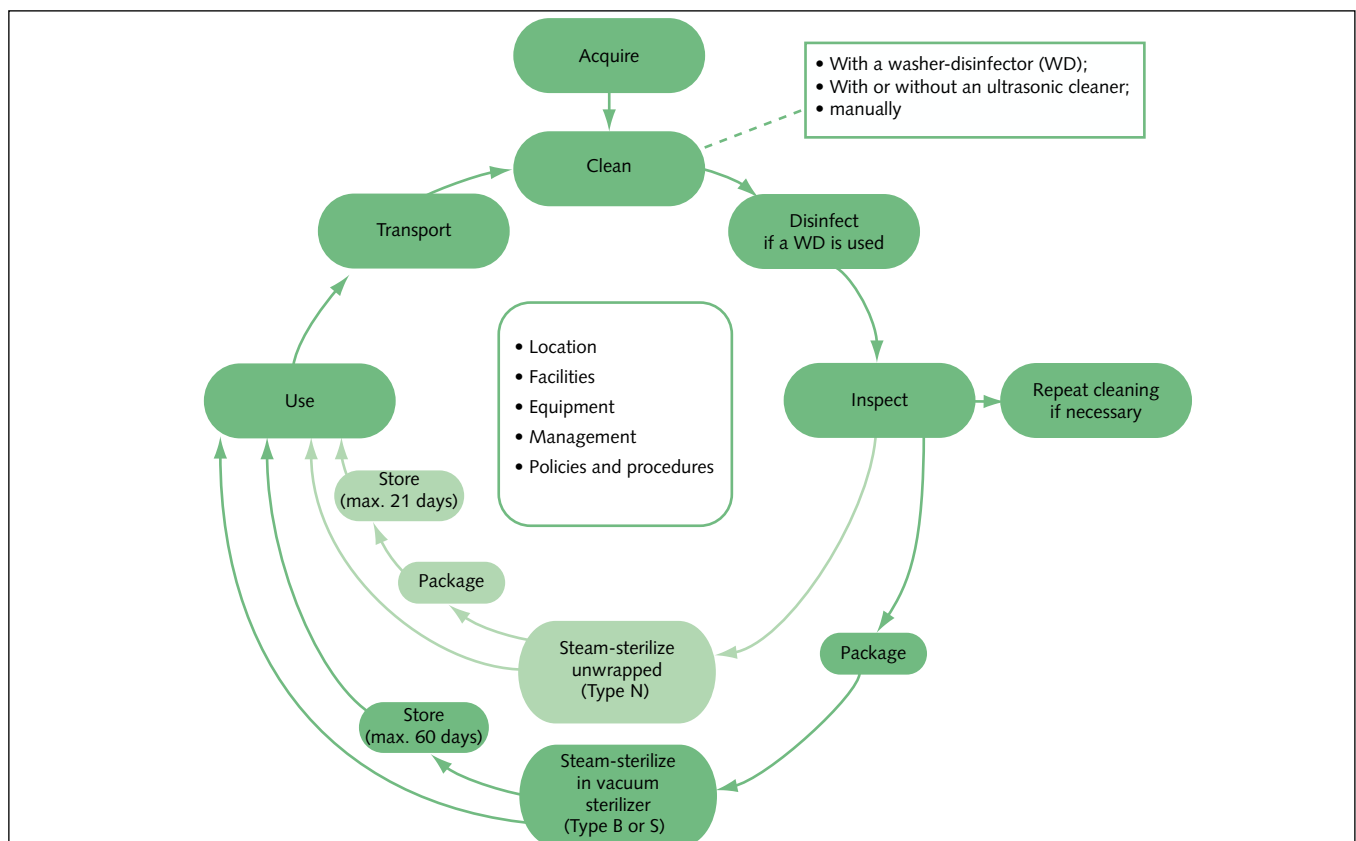 Acquire
• With a washer-disinfector (WD);
• With or without an ultrasonic cleaner;
• manually
Clean
Transport
Disinfect
if a WD is used
• Location
• Facilities
• Equipment
• Management
• Policies and procedures
Use
Inspect
Repeat cleaning
if necessary
Store
(max. 21 days)
Package
Steam-sterilize
unwrapped
(Type N)
Package
Store
(max. 60 days)
Steam-sterilize
in vacuum
sterilizer
(Type B or S)